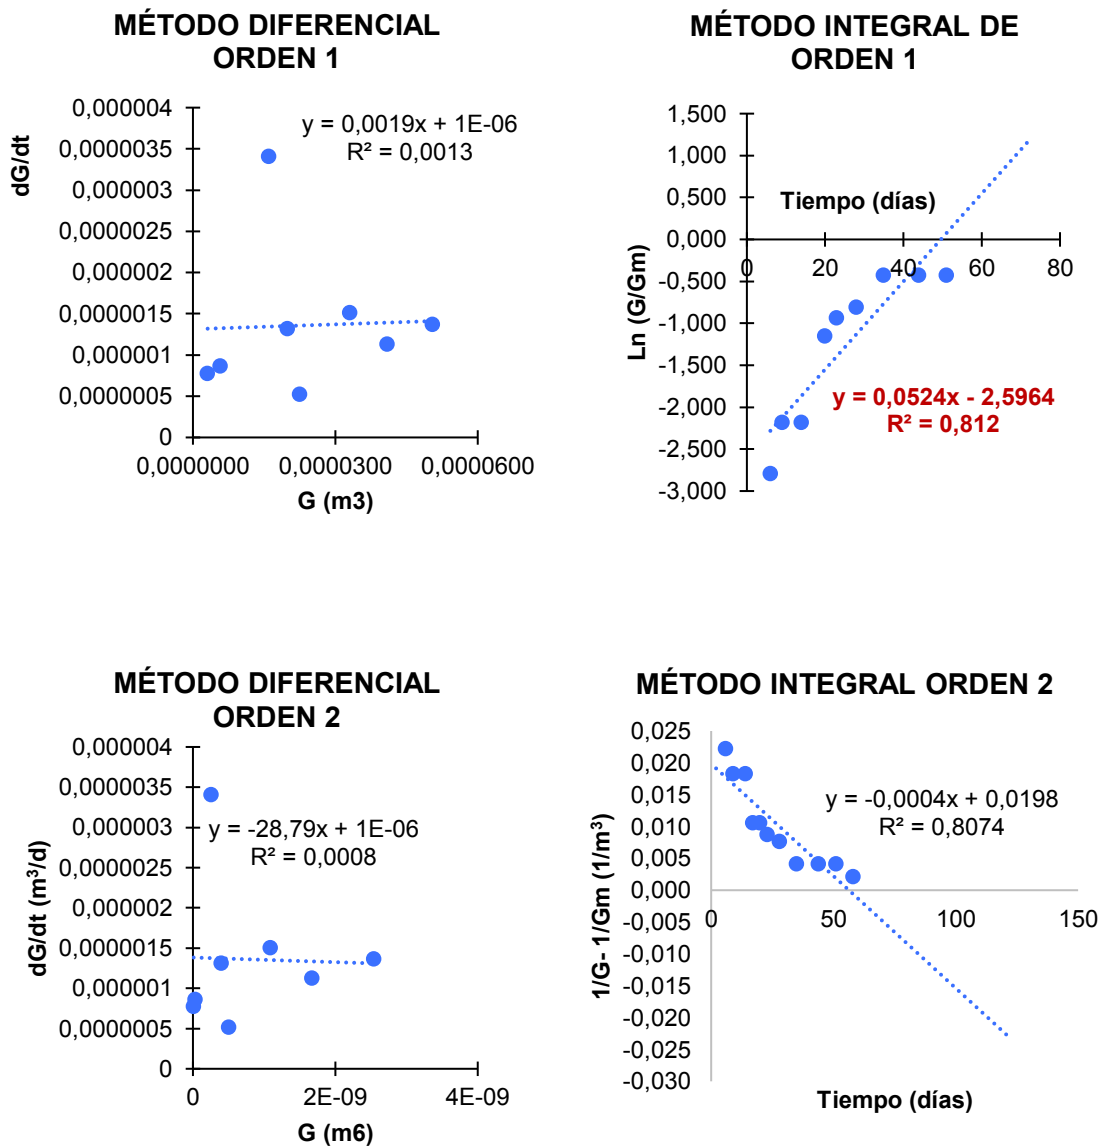 MÉTODO DIFERENCIAL
ORDEN 1
dG/dt
0,000004
0,0000035
0,000003
0,0000025
0,000002
0,0000015
0,000001
0,0000005
0
y = 0,0019x + 1E-06
R² = 0,0013
0,0000000 0,0000300 0,0000600
G (m3)
MÉTODO INTEGRAL DE
ORDEN 1
Ln (G/Gm)
1,500
1,000
0,500
0,000
-0,500
-1,000
-1,500
-2,000
-2,500
-3,000
Tiempo (días)
0 20 40 60 80
y = 0,0524x - 2,5964
R² = 0,812
MÉTODO DIFERENCIAL
ORDEN 2
dG/dt (m³/d)
0,000004
0,0000035
0,000003
0,0000025
0,000002
0,0000015
0,000001
0,0000005
0
y = -28,79x + 1E-06
R² = 0,0008
0 2E-09 4E-09
G (m6)
MÉTODO INTEGRAL ORDEN 2
1/G- 1/Gm (1/m³)
0,025
0,020
0,015
0,010
0,005
0,000
-0,005
-0,010
-0,015
-0,020
-0,025
-0,030
y = -0,0004x + 0,0198
R² = 0,8074
0 50 100 150
Tiempo (días)